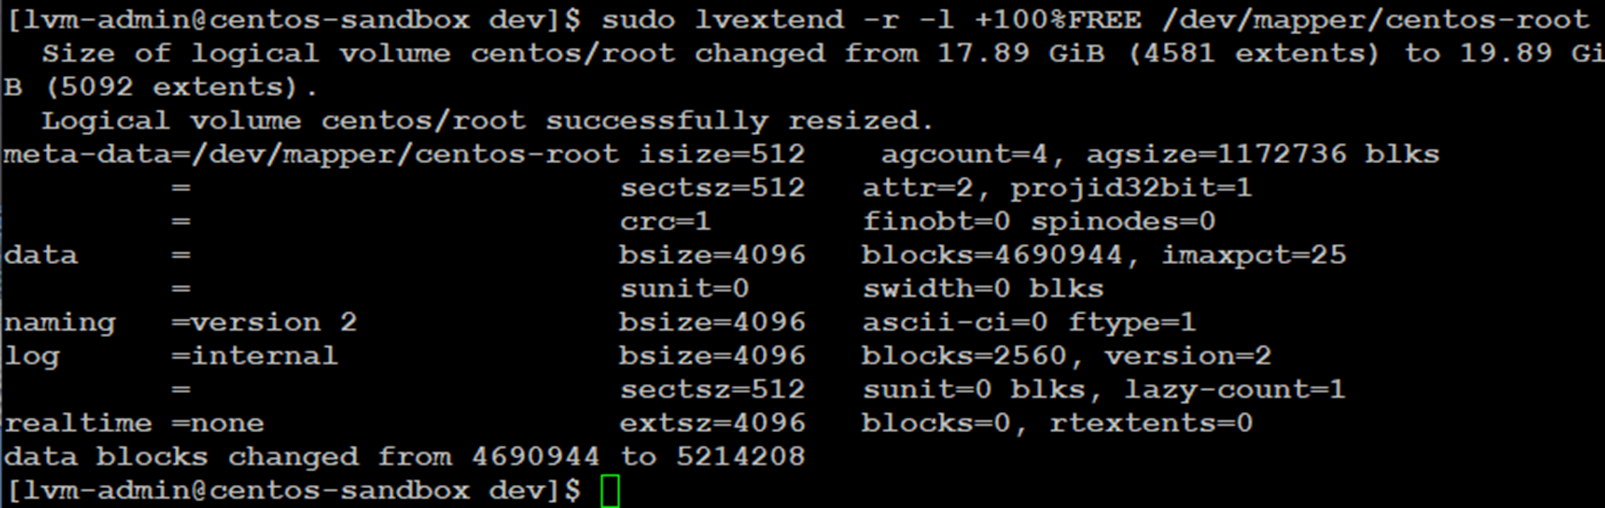 [lvm-admin@centos-sandbox dev]$ sudo lvextend -r -l +100%FREE /dev/mapper/centos-root
  Size of logical volume centos/root changed from 17.89 GiB (4581 extents) to 19.89 Gi
B (5092 extents).
  Logical volume centos/root successfully resized.
meta-data=/dev/mapper/centos-root isize=512    agcount=4, agsize=1172736 blks
         =                       sectsz=512   attr=2, projid32bit=1
         =                       crc=1        finobt=0 spinodes=0
data     =                       bsize=4096   blocks=4690944, imaxpct=25
         =                       sunit=0      swidth=0 blks
naming   =version 2              bsize=4096   ascii-ci=0 ftype=1
log      =internal               bsize=4096   blocks=2560, version=2
         =                       sectsz=512   sunit=0 blks, lazy-count=1
realtime =none                   extsz=4096   blocks=0, rtextents=0
data blocks changed from 4690944 to 5214208
[lvm-admin@centos-sandbox dev]$